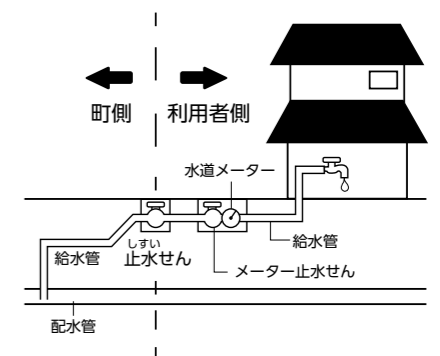 町側
利用者側
水道メーター
しすい
止水せん
給水管
給水管
メーター止水せん
配水管